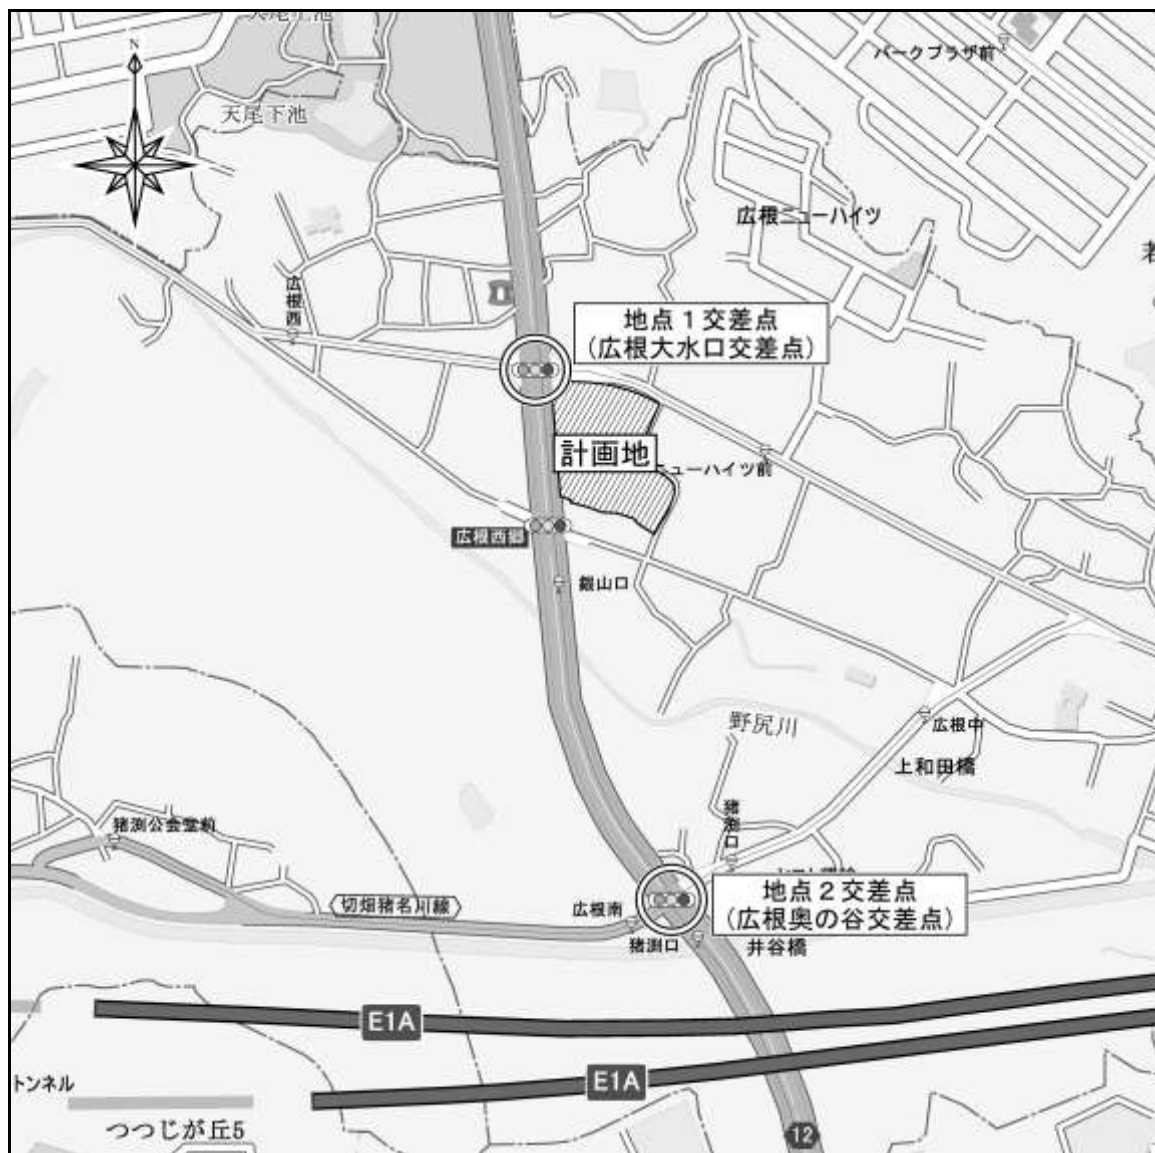 天尾上池
N
パークプラザ前
天尾下池
広根ニューハイツ
広根西
地点1交差点
(広根大水口交差点)
計画地
ニューハイツ前
広根西郷
銀山口
野尻川
広根中
上和田橋
猪渕公会堂前
猪渕口
地点2交差点
(広根奥の谷交差点)
切畑猪名川線
広根南
猪渕口
井谷橋
E1A
E1A
トンネル
つつじが丘5
12